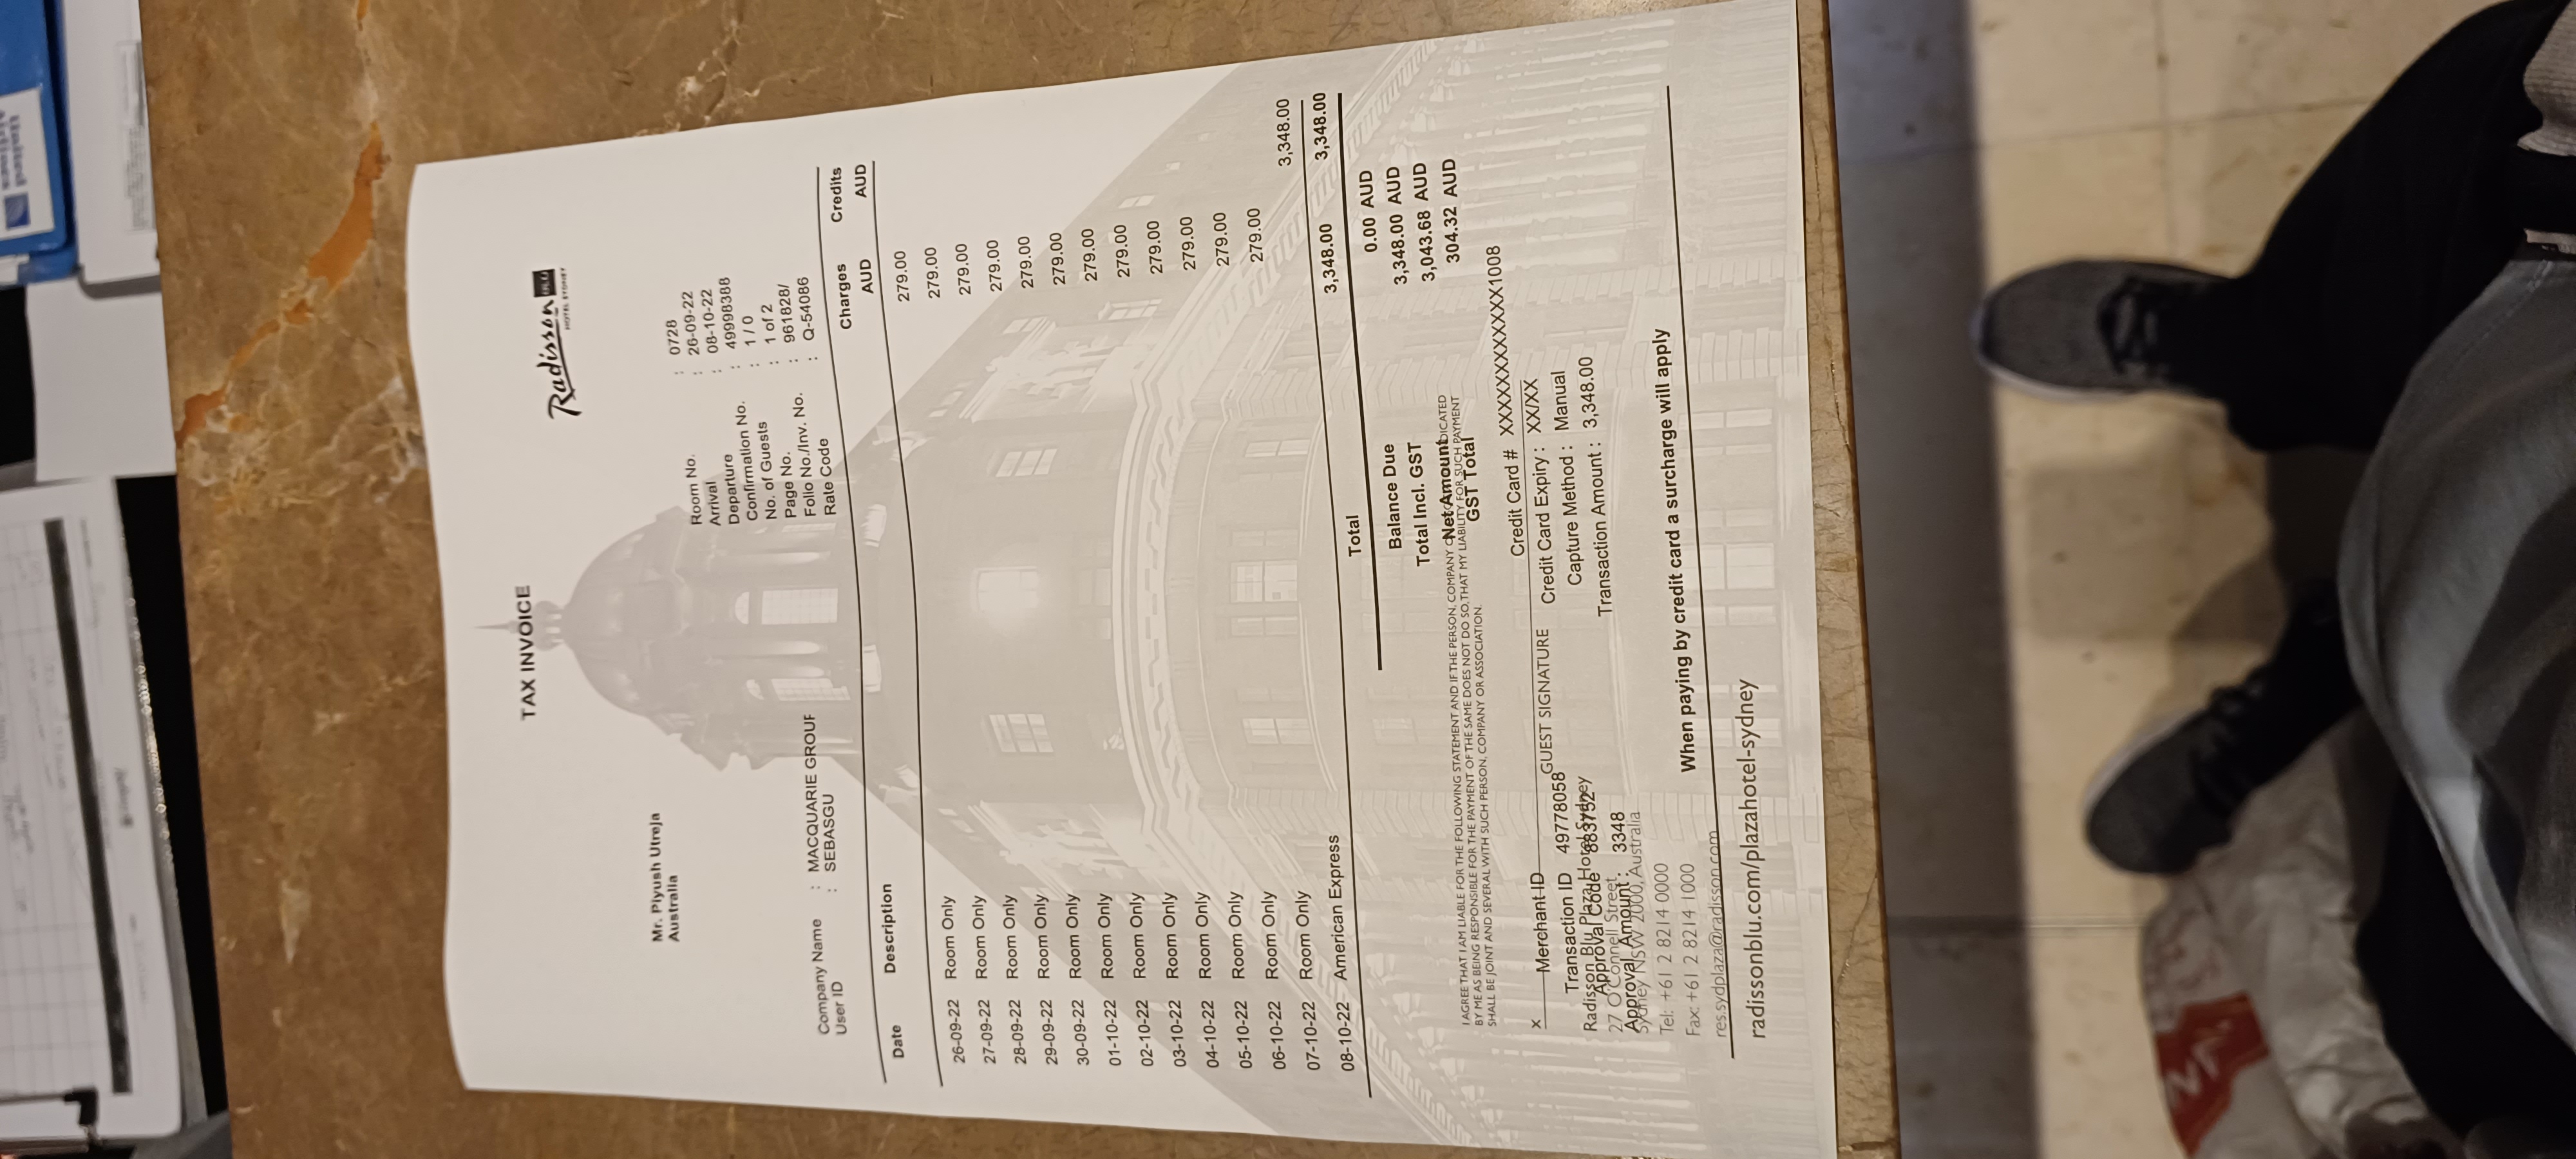 United
Airlines
TAX INVOICE
Radisson BLU
HOTEL SYDNEY
Mr. Piyush Utreja
Australia
Room No. : 0728
Arrival : 26-09-22
Departure : 08-10-22
Confirmation No. : 49998388
No. of Guests : 1 / 0
Page No. : 1 of 2
Folio No./Inv. No. : 961828/
Rate Code : Q-54086
Company Name : MACQUARIE GROUF
User ID : SEBASGU
Date Description Charges Credits
AUD AUD
26-09-22 Room Only 279.00
27-09-22 Room Only 279.00
28-09-22 Room Only 279.00
29-09-22 Room Only 279.00
30-09-22 Room Only 279.00
01-10-22 Room Only 279.00
02-10-22 Room Only 279.00
03-10-22 Room Only 279.00
04-10-22 Room Only 279.00
05-10-22 Room Only 279.00
06-10-22 Room Only 279.00
07-10-22 Room Only 279.00
08-10-22 American Express 3,348.00
Total 3,348.00 3,348.00
Balance Due 0.00 AUD
Total Incl. GST 3,348.00 AUD
Net Amount 3,043.68 AUD
GST Total 304.32 AUD
I AGREE THAT I AM LIABLE FOR THE FOLLOWING STATEMENT AND IF THE PERSON, COMPANY
BY ME AS BEING RESPONSIBLE FOR THE PAYMENT OF THE SAME DOES NOT DO SO, THAT MY LIABILITY FOR SUCH PAYMENT
SHALL BE JOINT AND SEVERAL WITH SUCH PERSON, COMPANY OR ASSOCIATION.
Credit Card # XXXXXXXXXXXX1008
x Merchant ID
GUEST SIGNATURE
Credit Card Expiry : XX/XX
Transaction ID 49778058
Capture Method : Manual
Radisson Blu Plaza Hotel Sydney
Approval Code 883752
Transaction Amount : 3,348.00
27 O'Connell Street
Approval Amount : 3348
Sydney NSW 2000, Australia
Tel: +61 2 8214 0000
Fax: +61 2 8214 1000
When paying by credit card a surcharge will apply
res.sydplaza@radisson.com
radissonblu.com/plazahotel-sydney